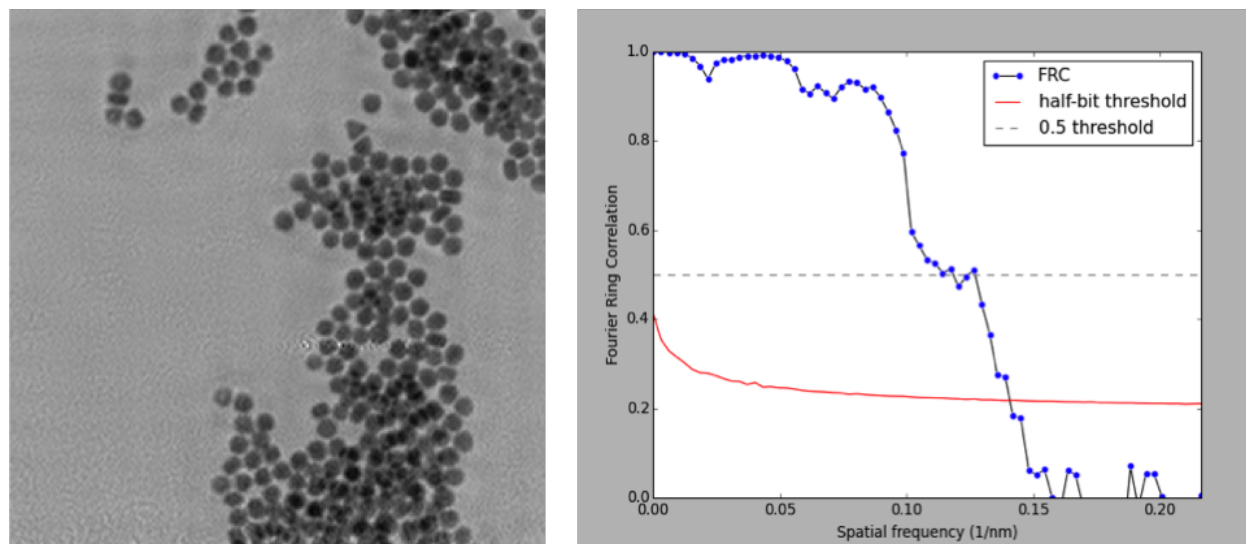 1.0
0.8
0.6
0.4
0.2
0.0
Fourier Ring Correlation
FRC
half-bit threshold
0.5 threshold
0.00 0.05 0.10 0.15 0.20
Spatial frequency (1/nm)